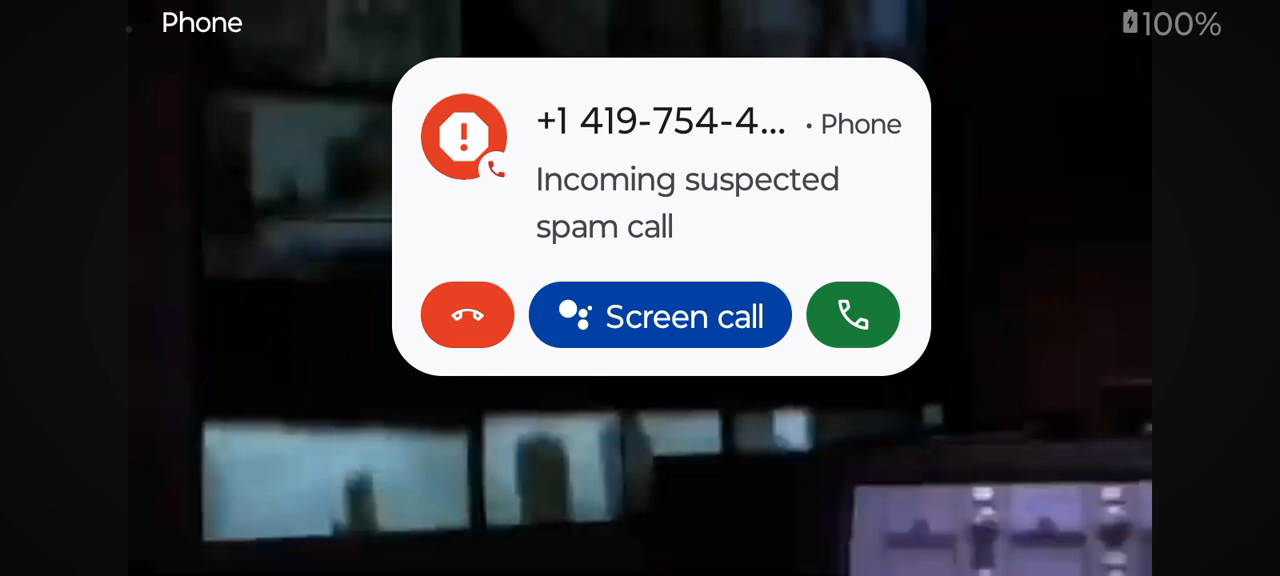 Phone
100%
+1 419-754-4... • Phone
Incoming suspected
spam call
Screen call